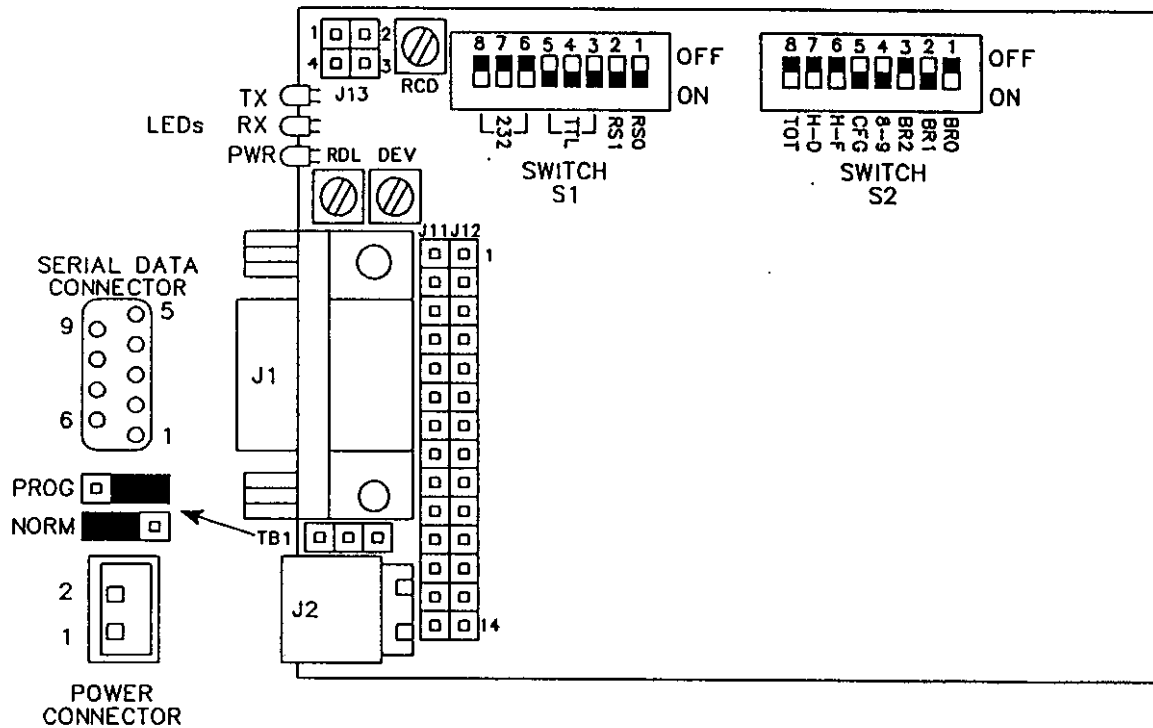 1 2
4 3
J13
RCD
8 7 6 5 4 3 2 1
OFF
ON
232
TTL
RS1
RS0
SWITCH
S1
8 7 6 5 4 3 2 1
OFF
ON
TOT
H-D
H-F
CFG
8-9
BR2
BR1
BR0
SWITCH
S2
LEDs
TX
RX
PWR
RDL DEV
J11 J12
1
14
SERIAL DATA
CONNECTOR
9 5
6 1
J1
PROG
NORM
TB1
2
1
J2
POWER
CONNECTOR